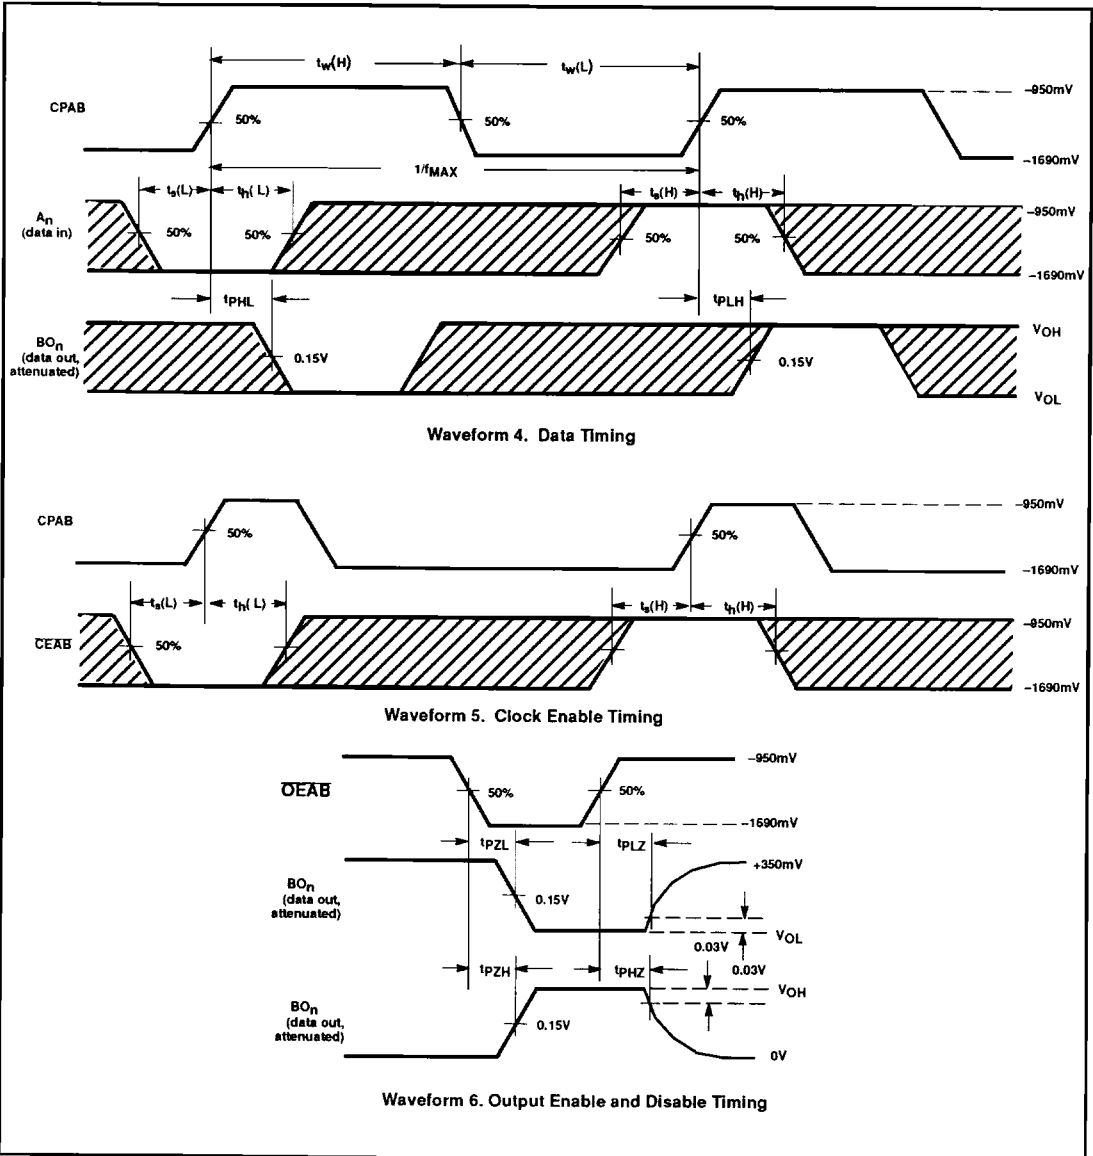 tw(H)
tw(L)
CPAB
50%
50%
50%
–950mV
–1690mV
1/fMAX
ts(L)
th( L)
ts(H)
th(H)
An
(data in)
50%
50%
50%
50%
–950mV
–1690mV
tPHL
tPLH
BOn
(data out,
attenuated)
0.15V
0.15V
VOH
VOL
Waveform 4. Data Timing
CPAB
50%
50%
–950mV
–1690mV
ts(L)
th( L)
ts(H)
th(H)
CEAB
50%
–950mV
–1690mV
Waveform 5. Clock Enable Timing
OEAB
50%
50%
–950mV
–1690mV
tPZL
tPLZ
BOn
(data out,
attenuated)
0.15V
+350mV
VOL
0.03V
0.03V
tPZH
tPHZ
BOn
(data out,
attenuated)
0.15V
VOH
0V
Waveform 6. Output Enable and Disable Timing